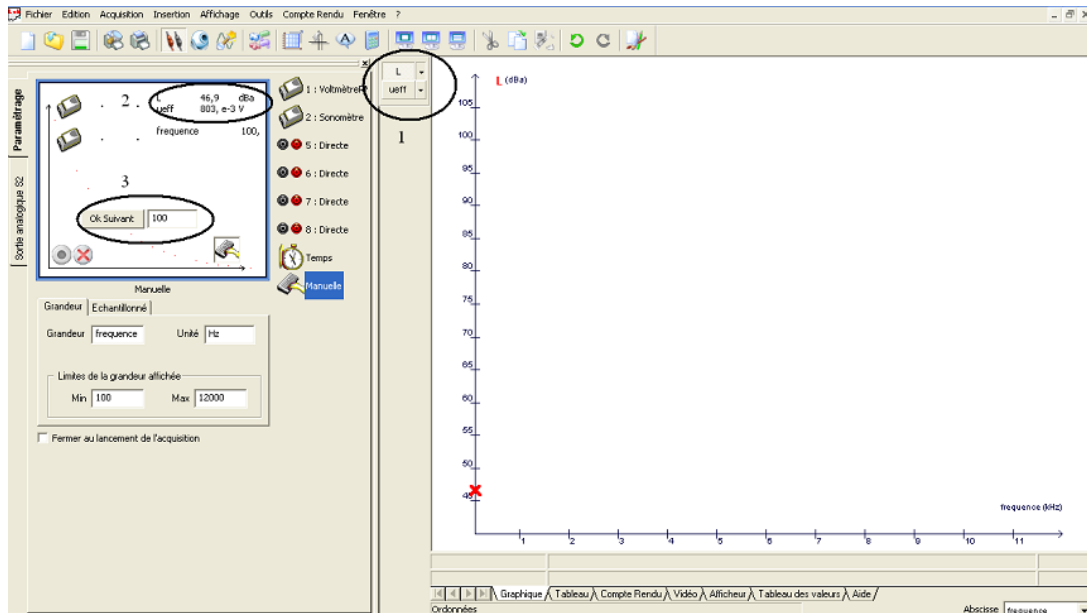 Fichier Edition Acquisition Insertion Affichage Outils Compte Rendu Fenêtre ?
Paramétrage
Sortie analogique S2
2
L 46,9 dBa
ueff 803, e-3 V
frequence 100,
3
Ok Suivant 100
Manuelle
1 : Voltmètre
2 : Sonomètre
5 : Directe
6 : Directe
7 : Directe
8 : Directe
Temps
Manuelle
Grandeur Echantillonné
Grandeur frequence Unité Hz
Limites de la grandeur affichée
Min 100 Max 12000
Fermer au lancement de l'acquisition
L
ueff
1
L (dBa)
105
100
95
90
85
80
75
70
65
60
55
50
45
frequence (kHz)
1 2 3 4 5 6 7 8 9 10 11
Graphique Tableau Compte Rendu Vidéo Afficheur Tableau des valeurs Aide
Ordonnées
Abscisse frequence